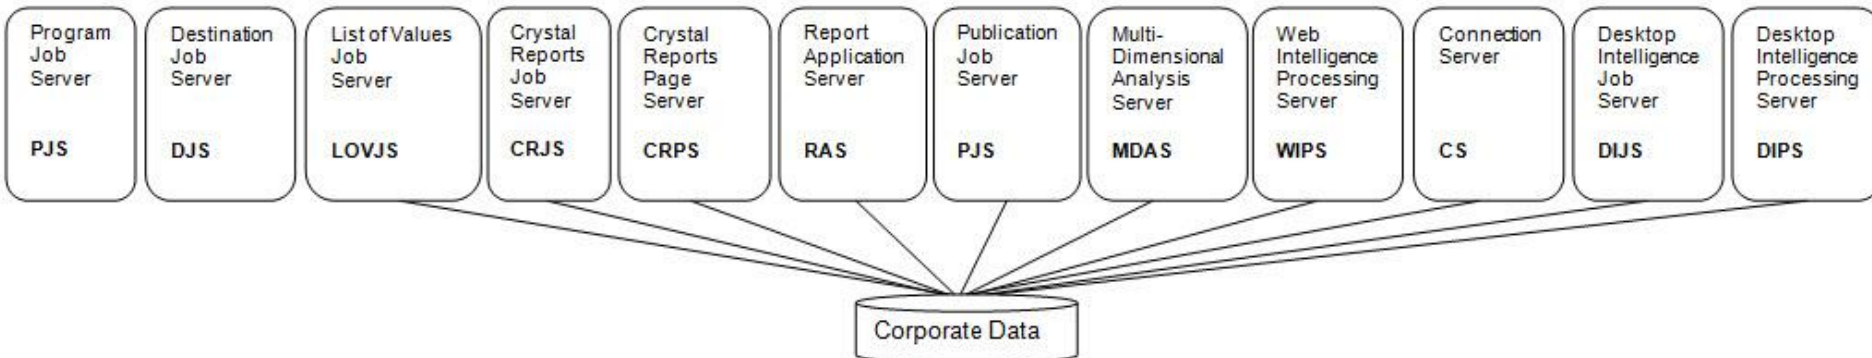 Program
Job
Server
PJS
Destination
Job
Server
DJS
List of Values
Job
Server
LOVJS
Crystal
Reports
Job
Server
CRJS
Crystal
Reports
Page
Server
CRPS
Report
Application
Server
RAS
Publication
Job
Server
PJS
Multi-
Dimensional
Analysis
Server
MDAS
Web
Intelligence
Processing
Server
WIPS
Connection
Server
CS
Desktop
Intelligence
Job
Server
DIJS
Desktop
Intelligence
Processing
Server
DIPS
Corporate Data